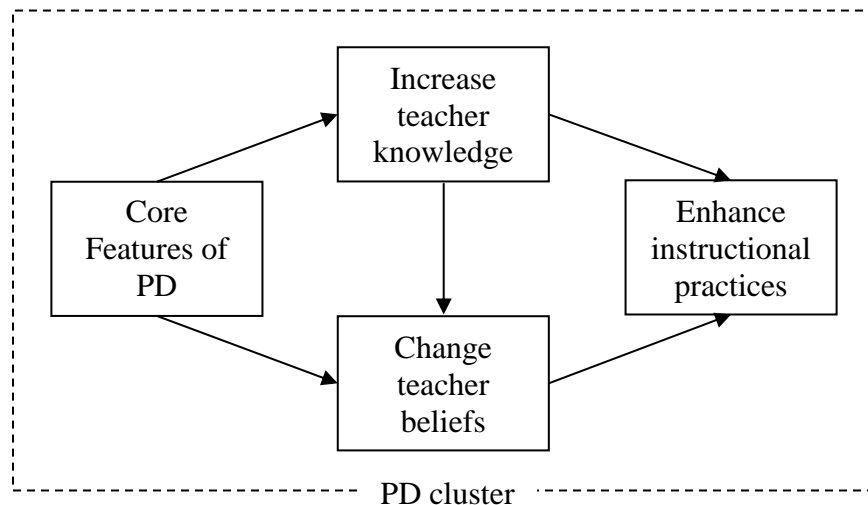 Increase
teacher
knowledge
Core
Features of
PD
Enhance
instructional
practices
Change
teacher
beliefs
PD cluster